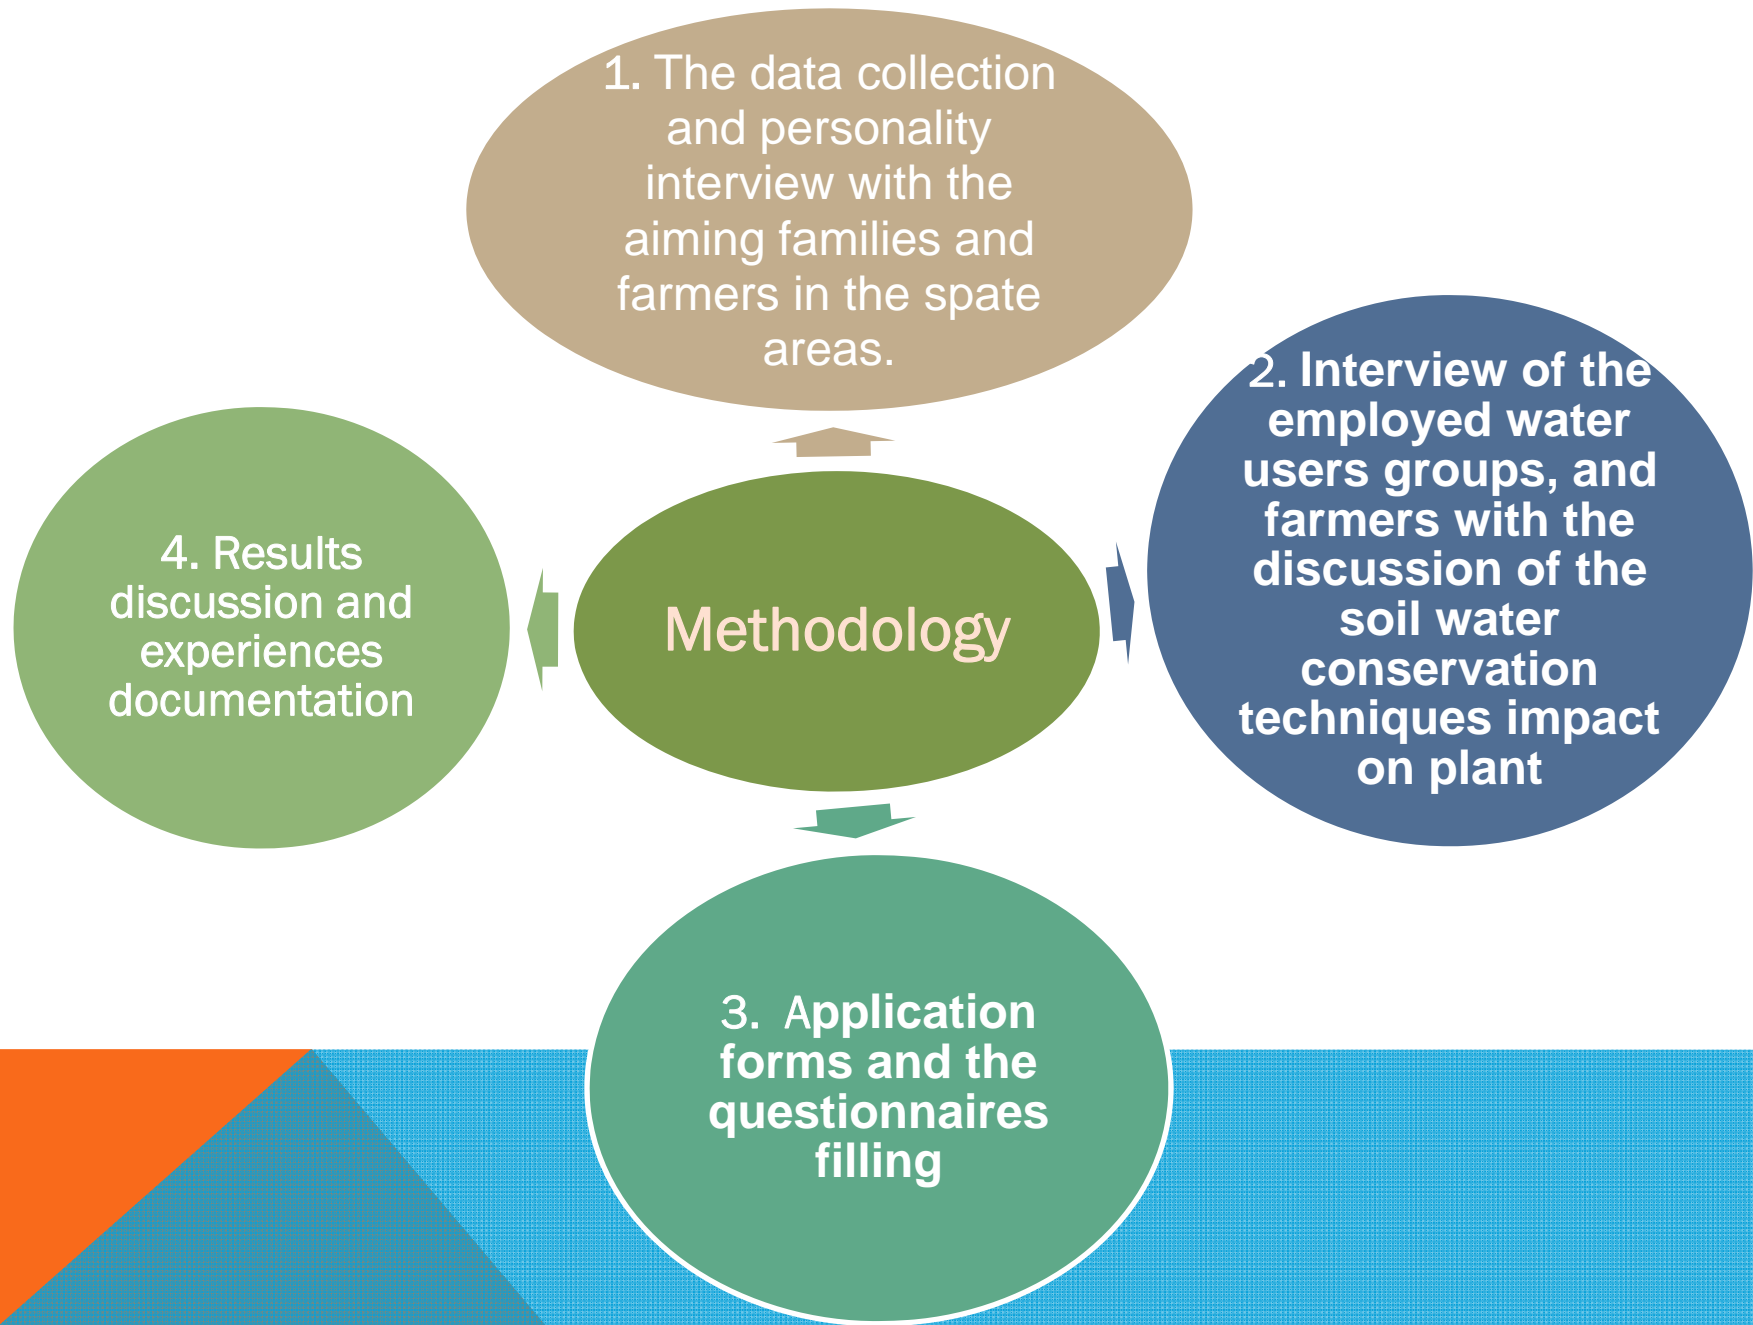 1. The data collection
and personality
interview with the
aiming families and
farmers in the spate
areas.
2. Interview of the
employed water
users groups, and
farmers with the
discussion of the
soil water
conservation
techniques impact
on plant
3. Application
forms and the
questionnaires
filling
4. Results
discussion and
experiences
documentation
Methodology